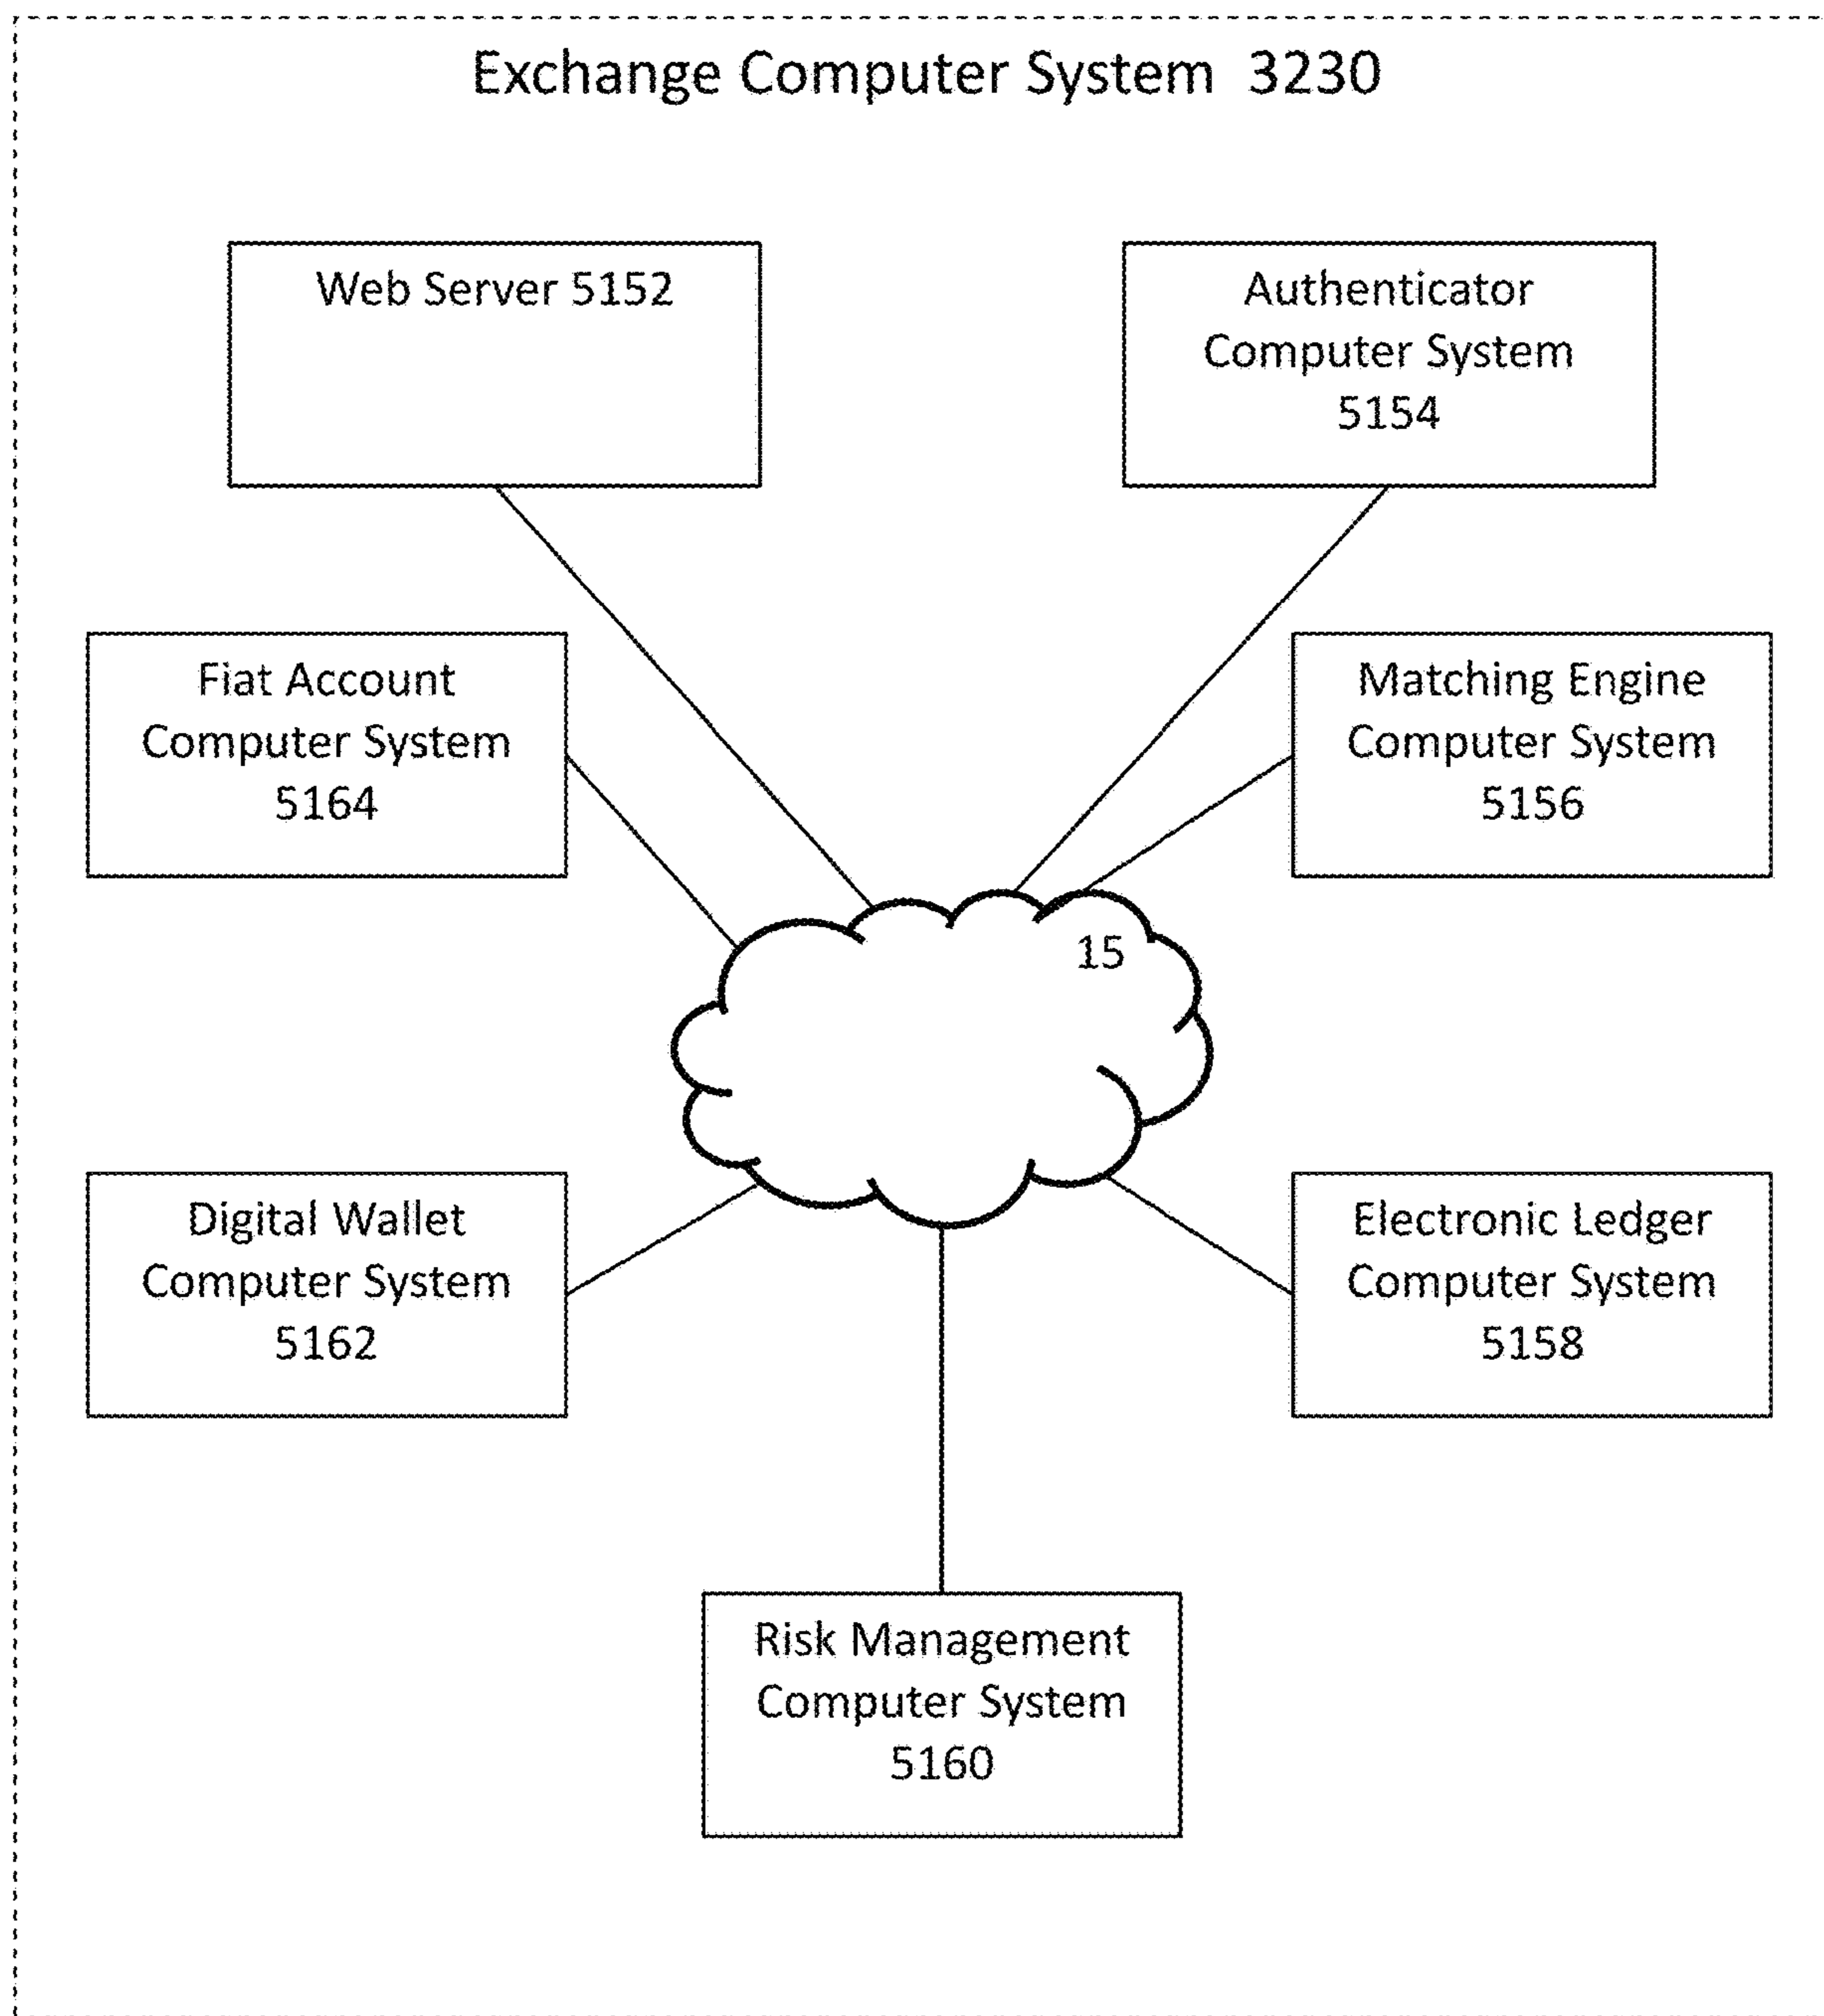 Exchange Computer System 3230
Web Server 5152
Authenticator
Computer System
5154
Fiat Account
Computer System
5164
Matching Engine
Computer System
5156
15
Digital Wallet
Computer System
5162
Electronic Ledger
Computer System
5158
Risk Management
Computer System
5160